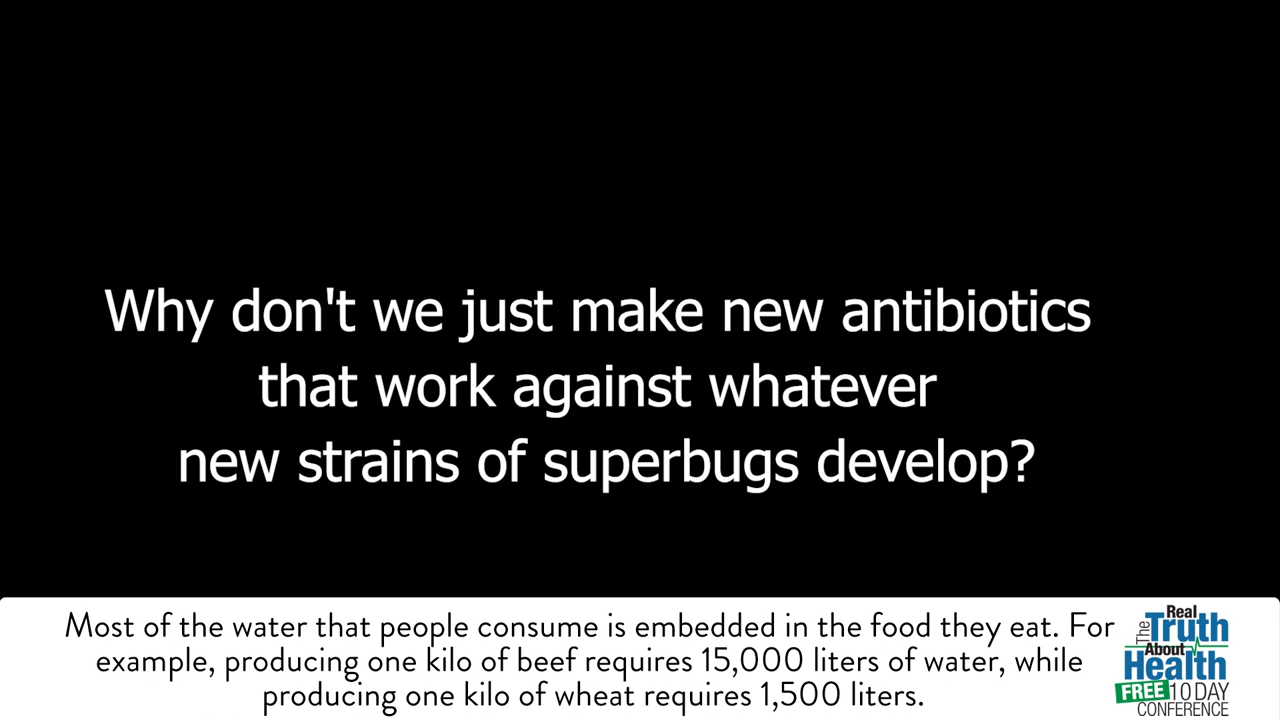 Why don't we just make new antibiotics
that work against whatever
new strains of superbugs develop?
Most of the water that people consume is embedded in the food they eat. For
example, producing one kilo of beef requires 15,000 liters of water, while
producing one kilo of wheat requires 1,500 liters.
The Real
Truth
About
Health
FREE 10 DAY
CONFERENCE